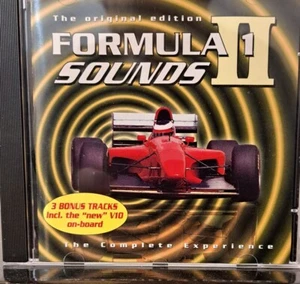 The original edition
FORMULA 1
SOUNDS II
3 BONUS TRACKS
incl. the "new" V10
on-board
The Complete Experience